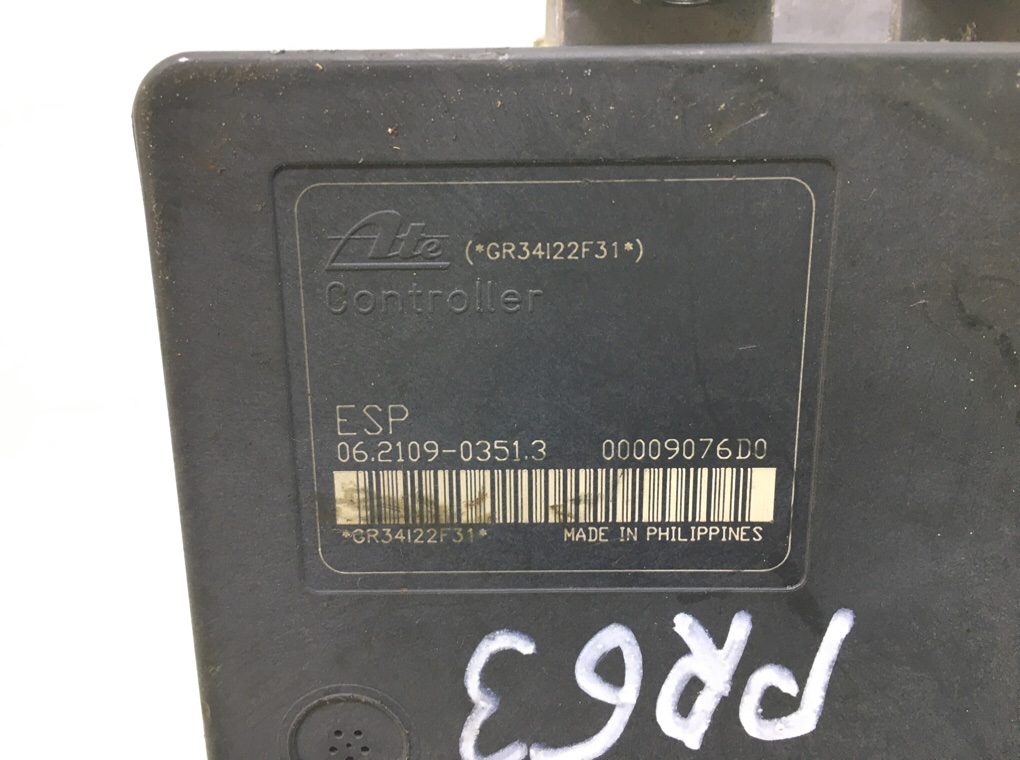 Ate (*GR34I22F31*)
Controller
ESP
06.2109-0351.3 00009076D0
*GR34I22F31* MADE IN PHILIPPINES
PR63